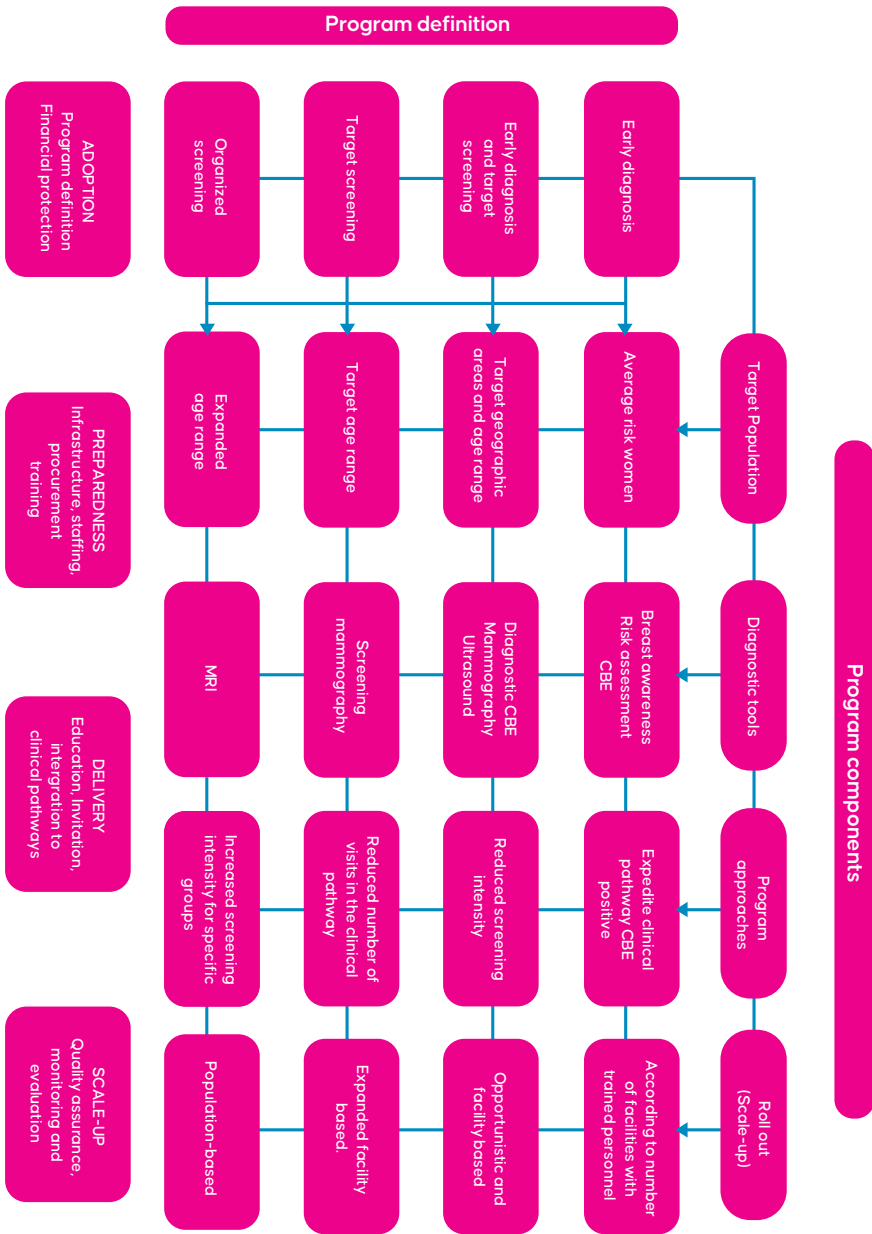 Program components
Program definition
Target Population
Diagnostic tools
Program
approaches
Roll out
(Scale-up)
Early diagnosis
Average risk women
Breast awareness
Risk assessment
CBE
Expedite clinical
pathway CBE
positive
According to number
of facilities with
trained personnel
Early diagnosis
and target
screening
Target geographic
areas and age range
Diagnostic CBE
Mammography
Ultrasound
Reduced screening
intensity
Opportunistic and
facility based
Target screening
Target age range
Screening
mammography
Reduced number of
visits in the clinical
pathway
Expanded facility
based.
Organized
screening
Expanded
age range
MRI
Increased screening
intensity for specific
groups
Population-based
ADOPTION
Program definition
Financial protection
PREPAREDNESS
Infrastructure, staffing,
procurement
training
DELIVERY
Education, Invitation,
intergration to
clinical pathways
SCALE-UP
Quality assurance,
monitoring and
evaluation